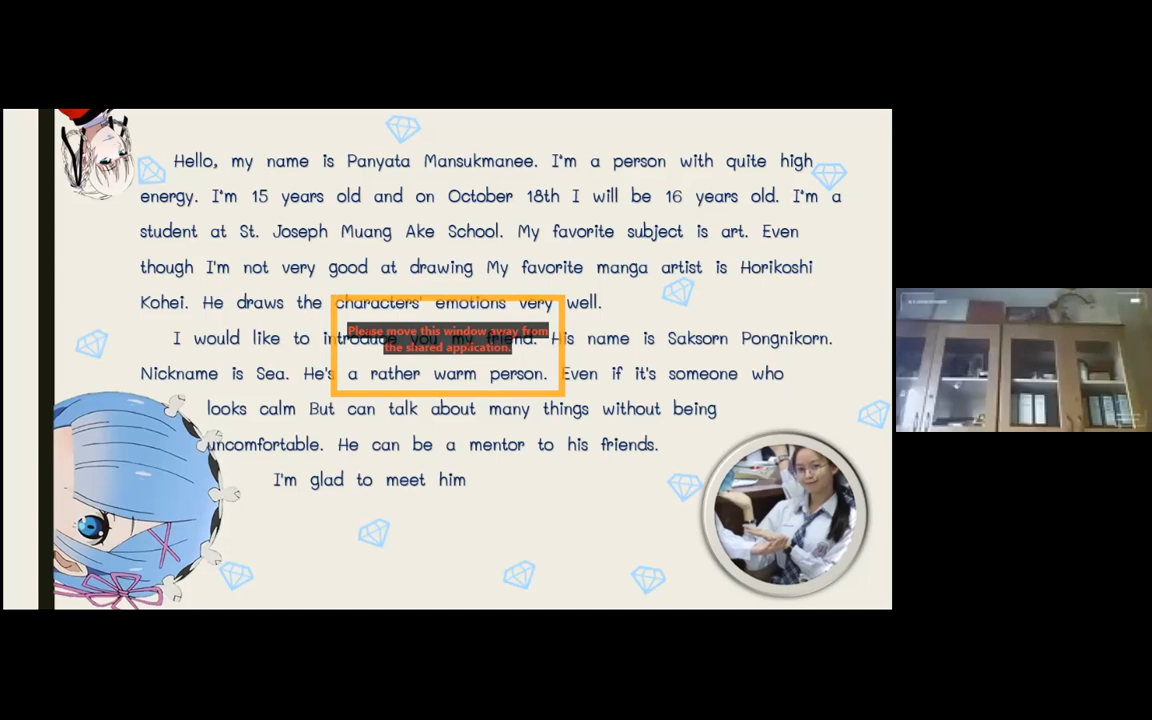 Hello, my name is Panyata Mansukmanee. I'm a person with quite high
energy. I'm 15 years old and on October 18th I will be 16 years old. I'm a
student at St. Joseph Muang Ake School. My favorite subject is art. Even
though I'm not very good at drawing My favorite manga artist is Horikoshi
Kohei. He draws the characters' emotions very well.
I would like to introduce you my friend. His name is Saksorn Pongnikorn.
Please move this window away from
the shared application.
Nickname is Sea. He's a rather warm person. Even if it's someone who
looks calm But can talk about many things without being
uncomfortable. He can be a mentor to his friends.
I'm glad to meet him